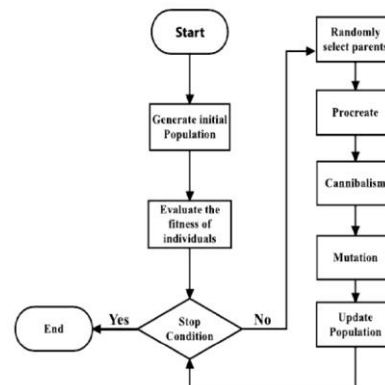 Start
Generate initial
Population
Evaluate the
fitness of
individuals
Stop
Condition
Yes
No
End
Randomly
select parents
Procreate
Cannibalism
Mutation
Update
Population